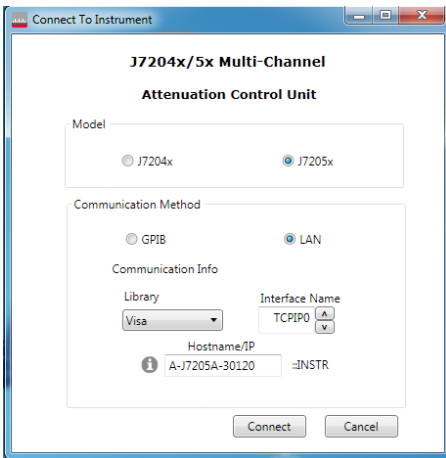 Connect To Instrument
J7204x/5x Multi-Channel
Attenuation Control Unit
Model
J7204x J7205x
Communication Method
GPIB LAN
Communication Info
Library Interface Name
Visa TCPIP0
Hostname/IP
A-J7205A-30120 ::INSTR
Connect Cancel